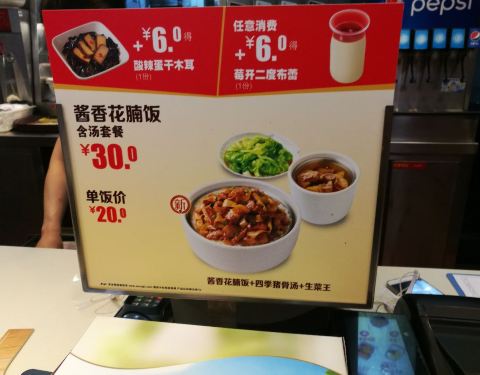 +¥6.0得
酸辣蛋干木耳
(1份)
任意消费
+¥6.0得
莓开二度布蕾
(1份)
pepsi
酱香花腩饭
含汤套餐
¥30.0
单饭价
¥20.0
新
酱香花腩饭+四季猪骨汤+生菜王